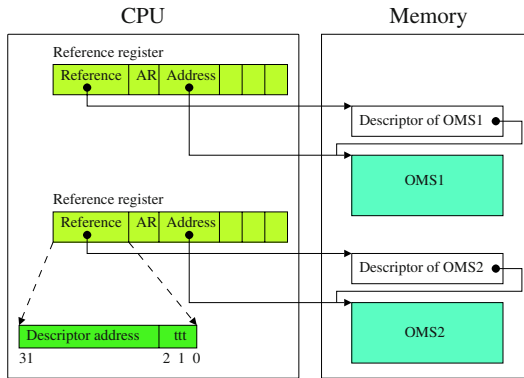 CPU
Memory
Reference register
Reference AR Address
Descriptor of OMS1
OMS1
Reference register
Reference AR Address
Descriptor of OMS2
OMS2
Descriptor address ttt
31 2 1 0